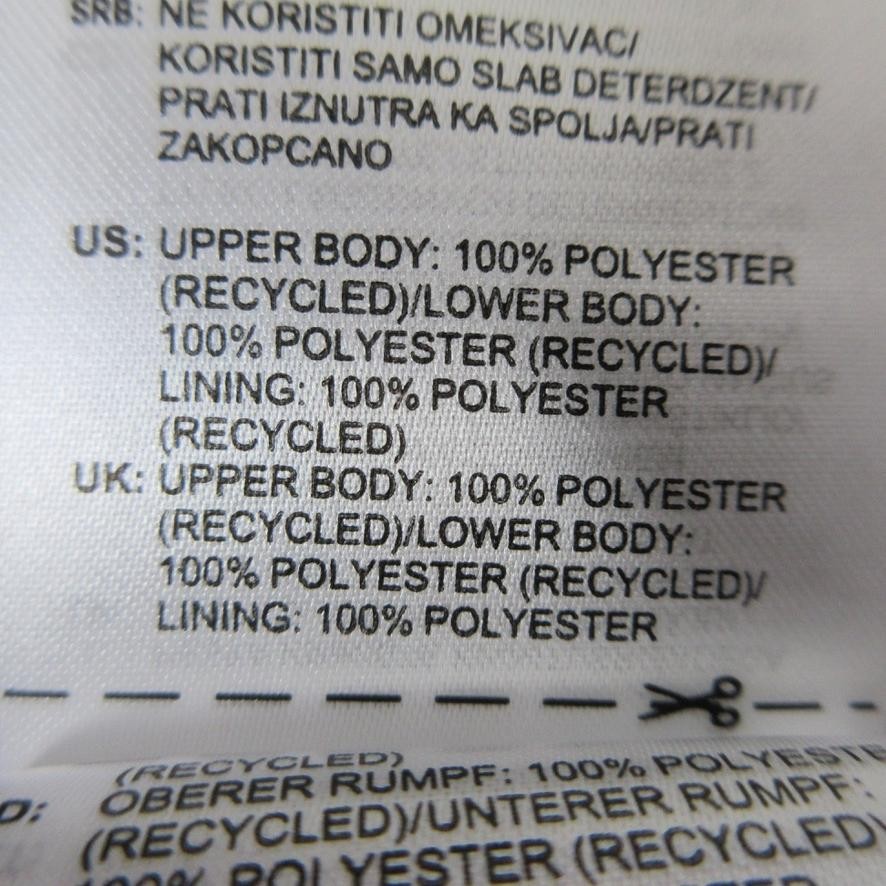 SRB: NE KORISTITI OMEKSIVAC/
KORISTITI SAMO SLAB DETERDZENT/
PRATI IZNUTRA KA SPOLJA/PRATI
ZAKOPCANO
US: UPPER BODY: 100% POLYESTER
(RECYCLED)/LOWER BODY:
100% POLYESTER (RECYCLED)/
LINING: 100% POLYESTER
(RECYCLED)
UK: UPPER BODY: 100% POLYESTER
(RECYCLED)/LOWER BODY:
100% POLYESTER (RECYCLED)/
LINING: 100% POLYESTER
(RECYCLED)
D: OBERER RUMPF: 100% POLYESTE
(RECYCLED)/UNTERER RUMPF:
100% POLYESTER (RECYCLED)